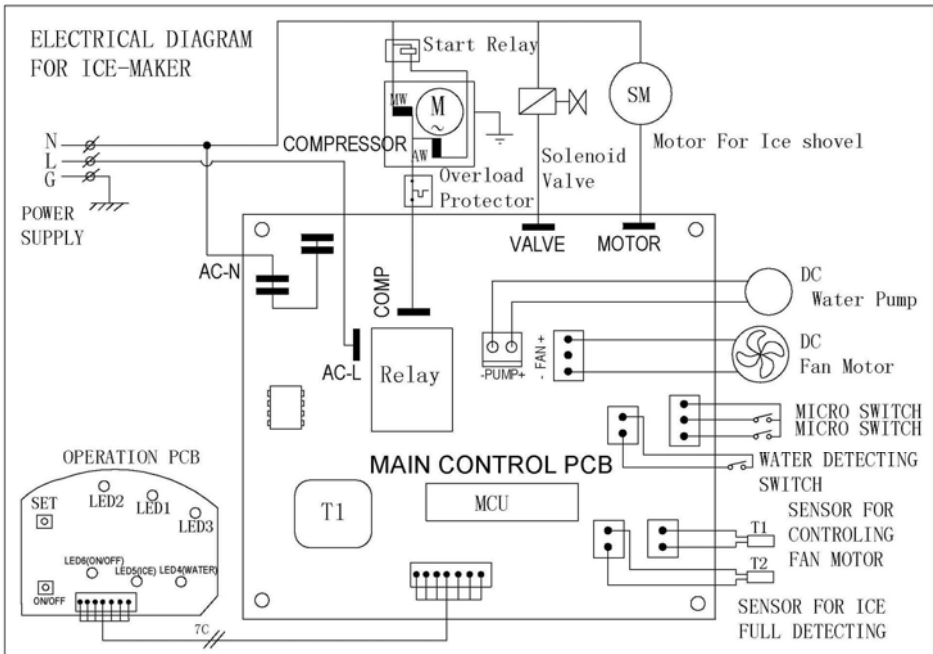 ELECTRICAL DIAGRAM
FOR ICE-MAKER
Start Relay
MW
M
~
AW
COMPRESSOR
SM
Motor For Ice shovel
Solenoid
Valve
Overload
Protector
N
L
G
POWER
SUPPLY
VALVE
MOTOR
AC-N
COMP
AC-L
Relay
-PUMP+
- FAN +
DC
Water Pump
DC
Fan Motor
MICRO SWITCH
MICRO SWITCH
WATER DETECTING
SWITCH
MAIN CONTROL PCB
T1
MCU
SENSOR FOR
CONTROLING
FAN MOTOR
T1
T2
SENSOR FOR ICE
FULL DETECTING
OPERATION PCB
SET
LED2
LED1
LED3
LED6(ON/OFF)
LED5(ICE)
LED4(WATER)
ON/OFF
7C